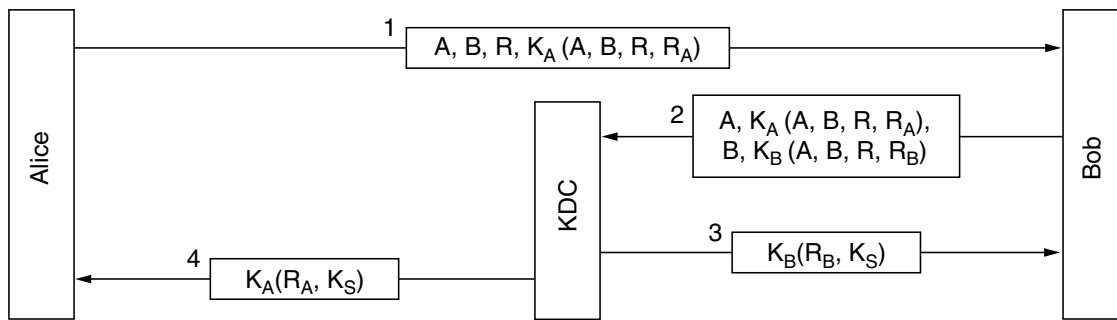 Alice
1
A, B, R, K_A (A, B, R, R_A)
2
A, K_A (A, B, R, R_A),
B, K_B (A, B, R, R_B)
KDC
Bob
3
K_B(R_B, K_S)
4
K_A(R_A, K_S)